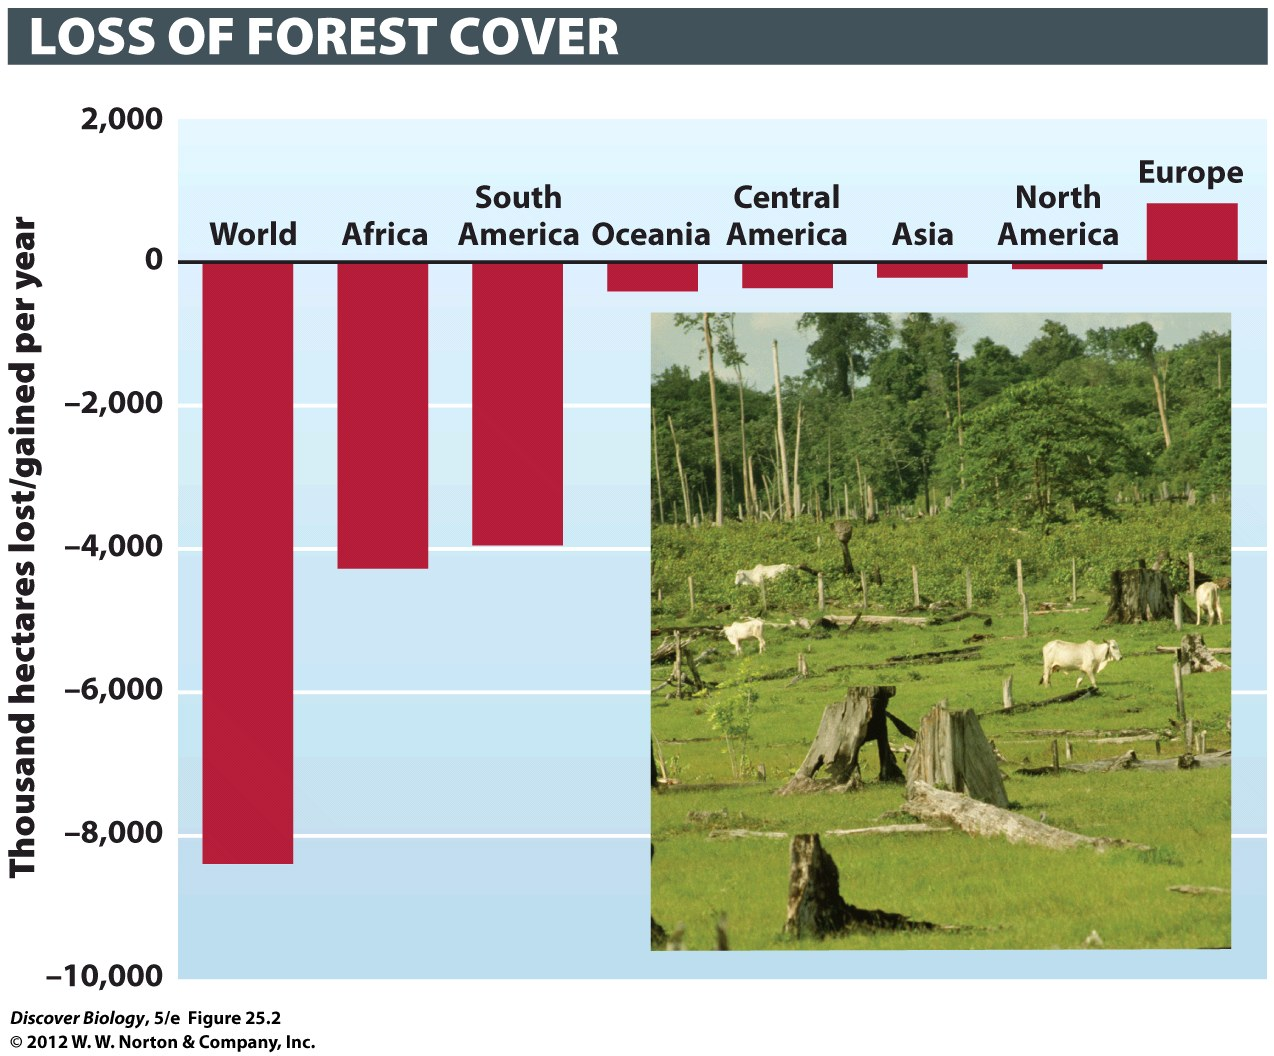 LOSS OF FOREST COVER
Thousand hectares lost/gained per year
2,000
0
–2,000
–4,000
–6,000
–8,000
–10,000
World
Africa
South
America
Oceania
Central
America
Asia
North
America
Europe
Discover Biology, 5/e Figure 25.2
© 2012 W. W. Norton & Company, Inc.